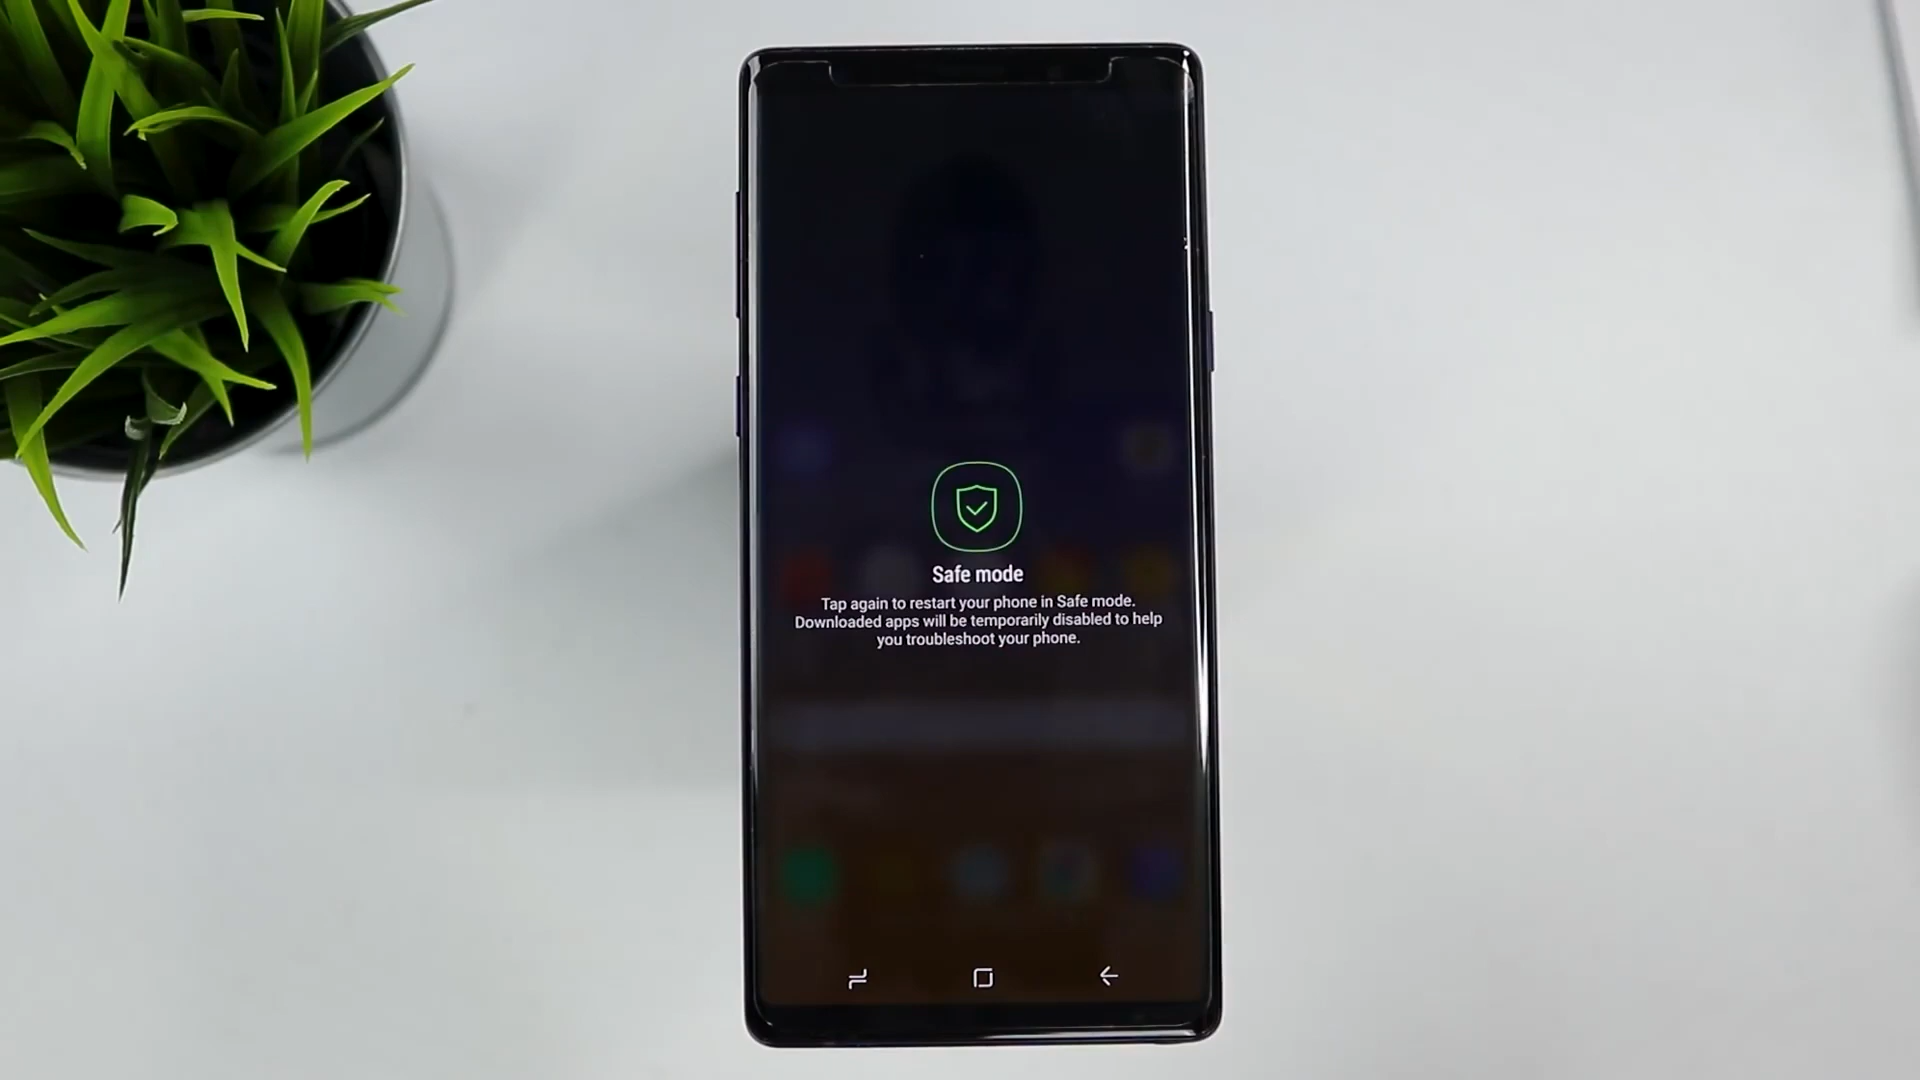 Safe mode
Tap again to restart your phone in Safe mode.
Downloaded apps will be temporarily disabled to help
you troubleshoot your phone.